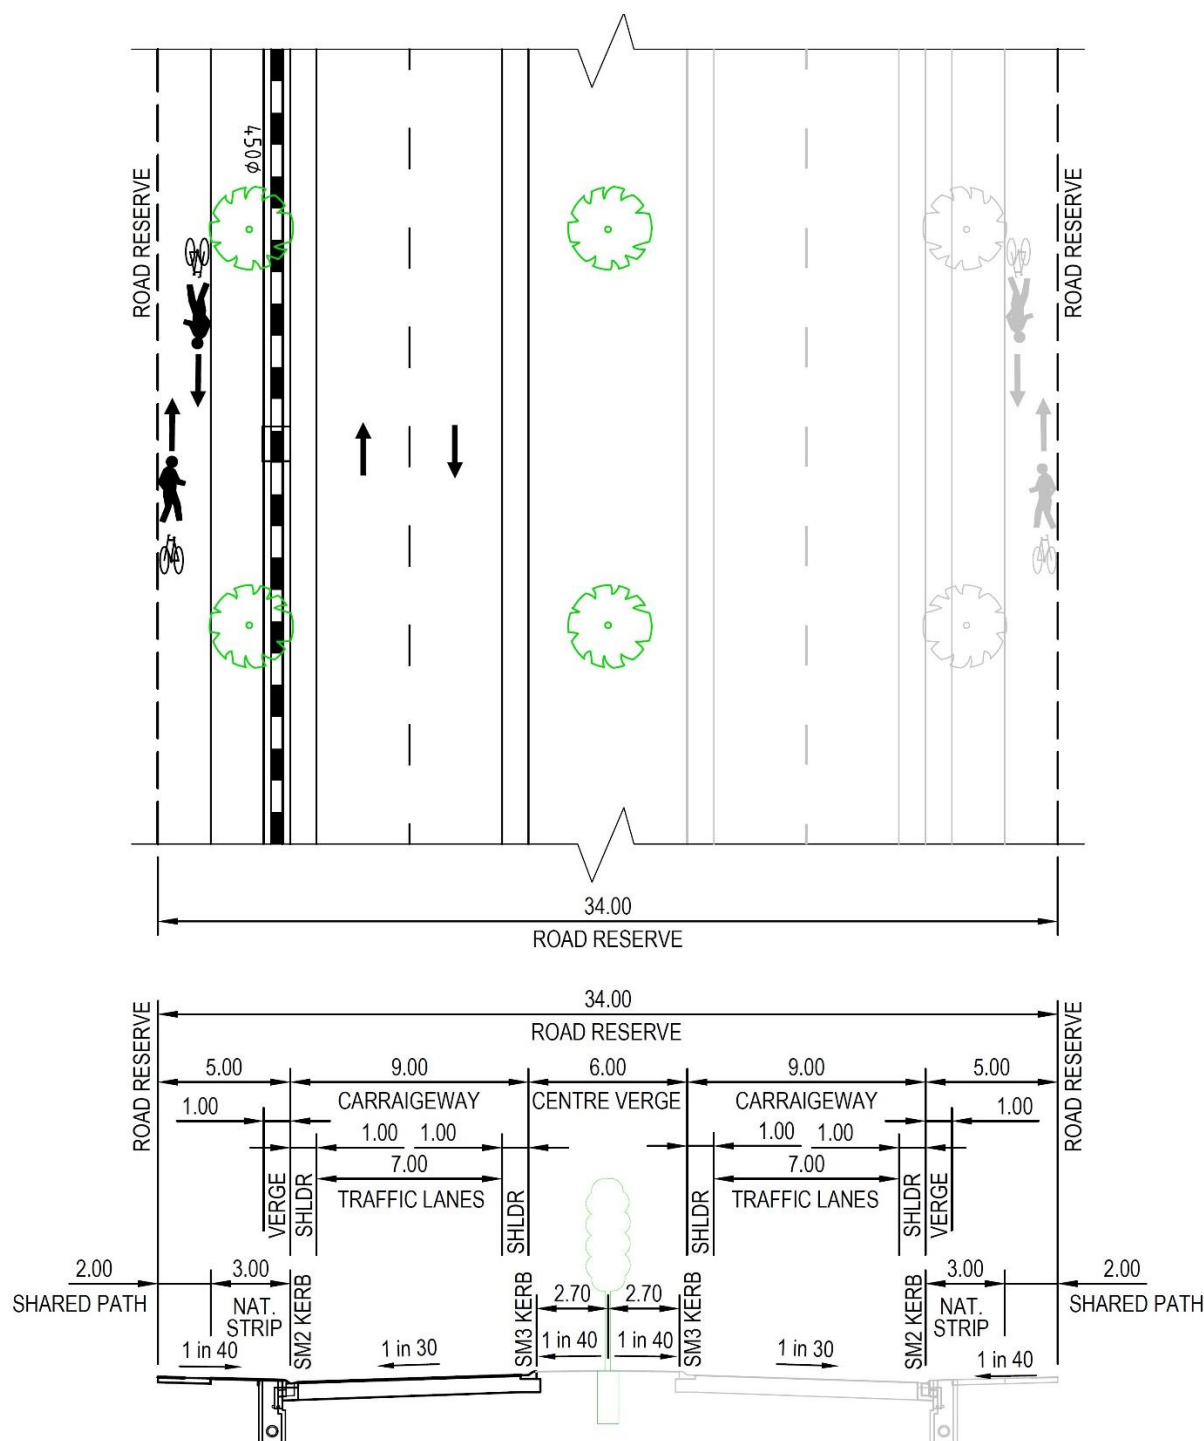 450Φ
ROAD RESERVE
ROAD RESERVE
34.00
ROAD RESERVE
34.00
ROAD RESERVE
ROAD RESERVE
ROAD RESERVE
5.00 9.00 6.00 9.00 5.00
CARRAIGEWAY CENTRE VERGE CARRAIGEWAY
1.00 1.00
1.00 1.00 1.00 1.00
7.00 7.00
TRAFFIC LANES TRAFFIC LANES
VERGE
SHLDR
SHLDR
SHLDR
SHLDR
VERGE
2.00 3.00 3.00 2.00
SHARED PATH NAT. NAT. SHARED PATH
STRIP STRIP
SM2 KERB
SM3 KERB
2.70 2.70
SM3 KERB
SM2 KERB
1 in 40 1 in 30 1 in 40 1 in 40 1 in 30 1 in 40